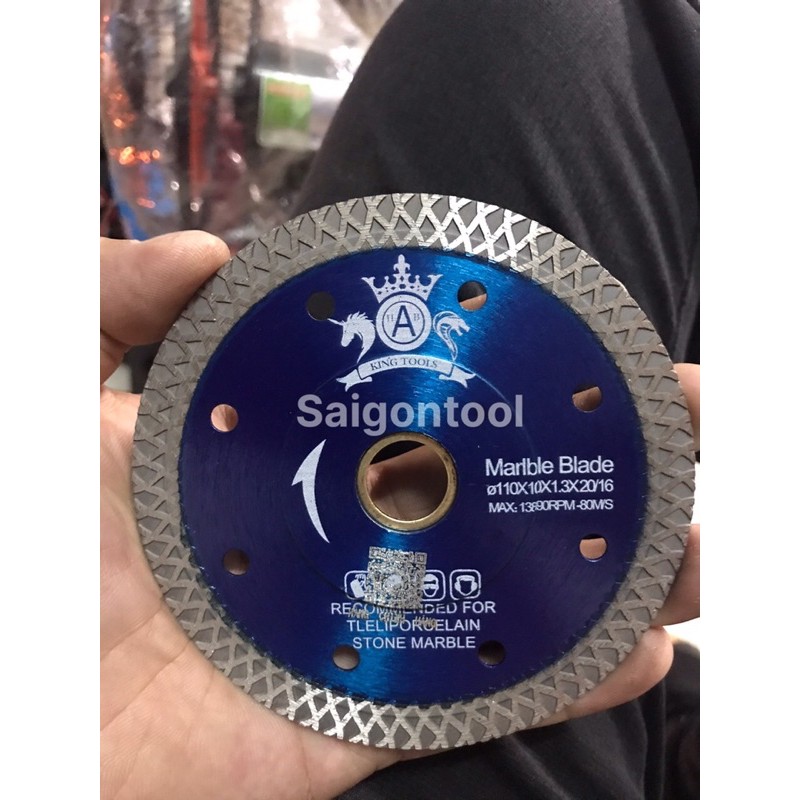 H A B
KING TOOLS
Saigontool
Marlble Blade
ø110X10X1.3X20/16
MAX: 13890RPM-80M/S
RECOMMENDED FOR
TLELIPORCELAIN
STONE MARBLE